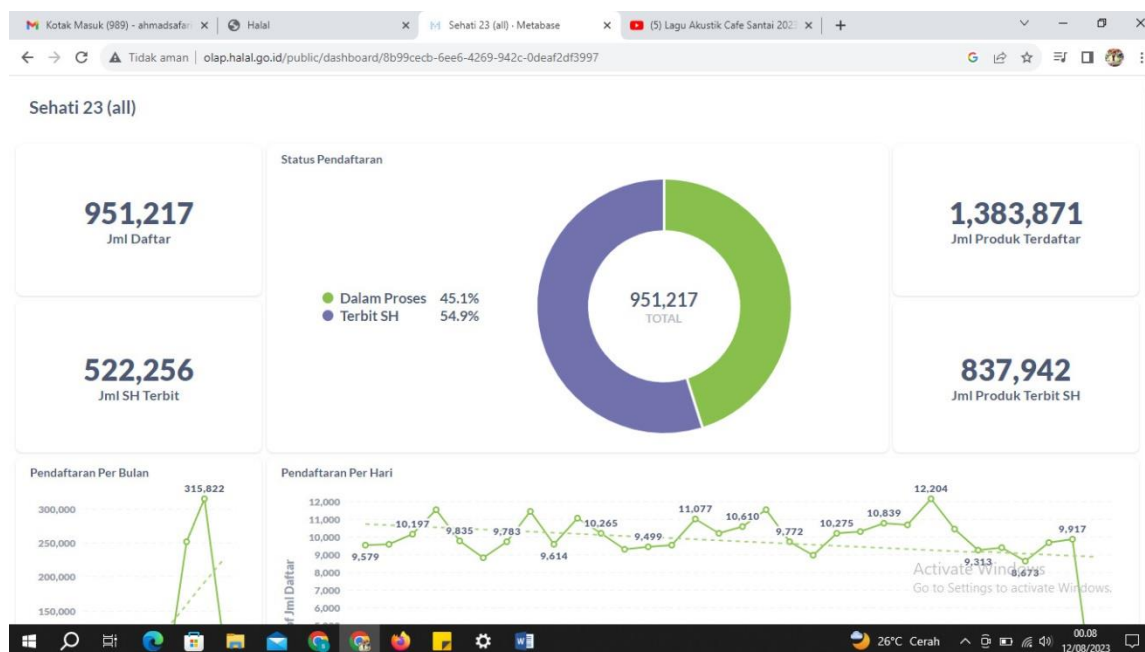 Kotak Masuk (989) - ahmadsafar
Halal
Sehati 23 (all) · Metabase
(5) Lagu Akustik Cafe Santai 202
Tidak aman | olap.halal.go.id/public/dashboard/8b99cecb-6ee6-4269-942c-0deaf2df3997
Sehati 23 (all)
951,217
Jml Daftar
522,256
Jml SH Terbit
Status Pendaftaran
Dalam Proses 45.1%
Terbit SH 54.9%
951,217
TOTAL
1,383,871
Jml Produk Terdaftar
837,942
Jml Produk Terbit SH
Pendaftaran Per Bulan
315,822
300,000
250,000
200,000
150,000
Pendaftaran Per Hari
12,000
11,000
10,000
9,000
8,000
7,000
6,000
of Jml Daftar
9,579
10,197
9,835
9,783
9,614
10,265
9,499
11,077
10,610
9,772
10,275
10,839
12,204
9,313
8,673
9,917
Activate Windows
Go to Settings to activate Windows.
26°C Cerah
00.08
12/08/2023